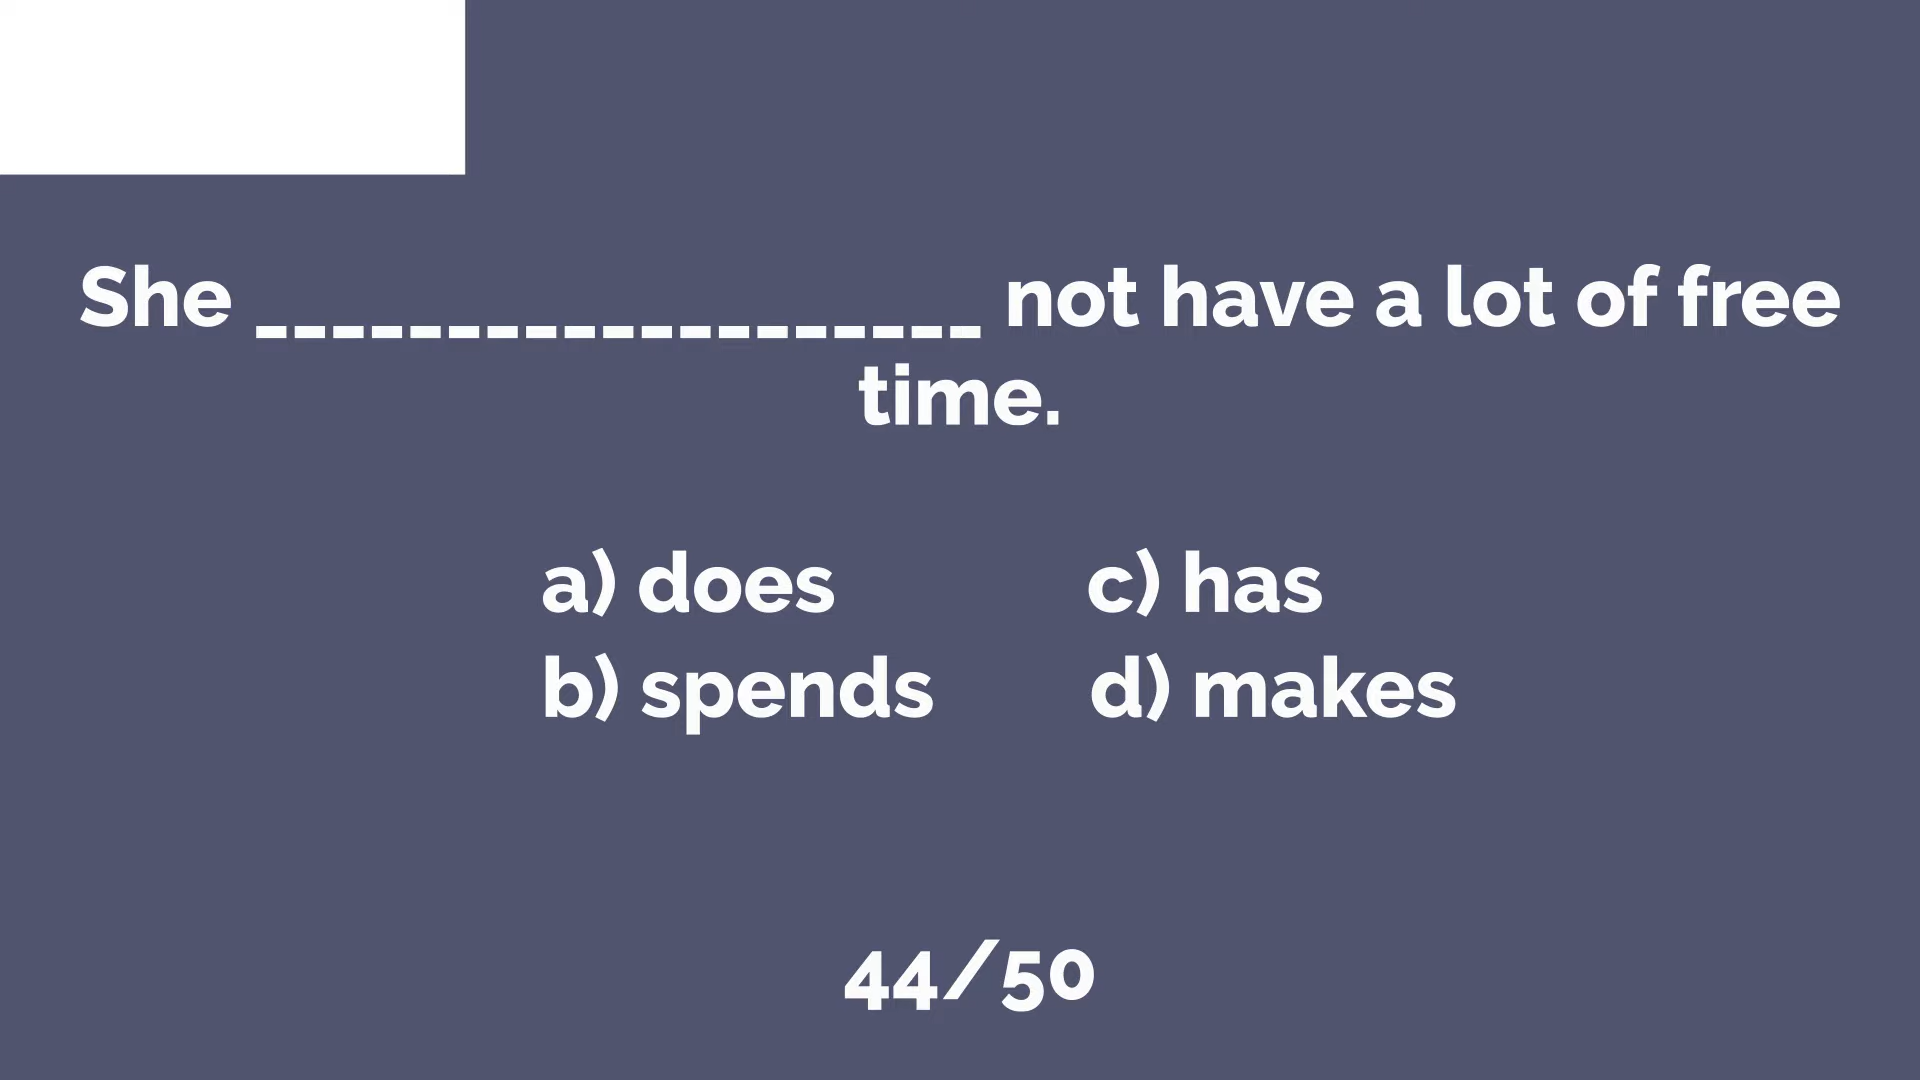 She ___________________ not have a lot of free
time.
a) does
c) has
b) spends
d) makes
44/50